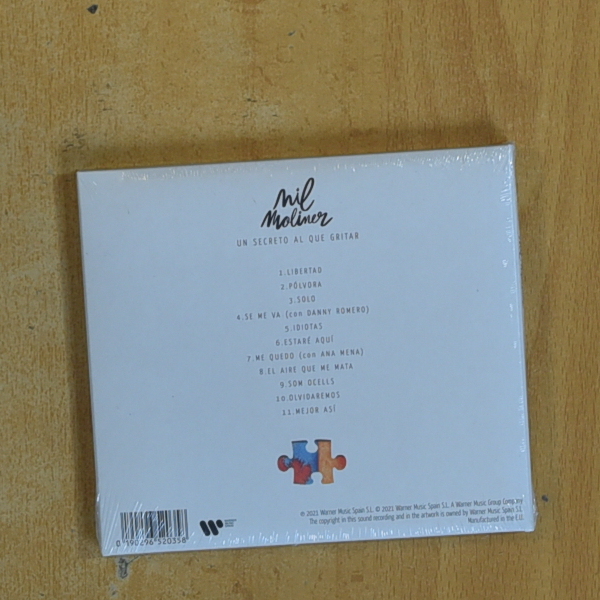 Nil
Moliner
UN SECRETO AL QUE GRITAR
1.LIBERTAD
2.PÓLVORA
3.SOLO
4.SE ME VA (con DANNY ROMERO)
5.IDIOTAS
6.ESTARÉ AQUÍ
7.ME QUEDO (con ANA MENA)
8.EL AIRE QUE ME MATA
9.SOM OCELLS
10.OLVIDAREMOS
11.MEJOR ASÍ
℗ 2021 Warner Music Spain S.L. © 2021 Warner Music Spain S.L. A Warner Music Group Company
The copyright in this sound recording and in the artwork is owned by Warner Music Spain S.L
Manufactured in the E.U.
0 190296 520358